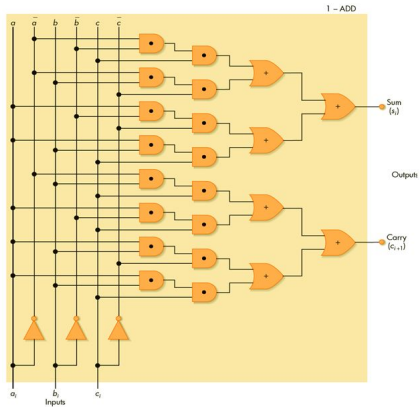 1 – ADD
a a̅ b b̅ c c̅
+
+
Sum
(sᵢ)
+
Outputs
+
+
Carry
(cᵢ₊₁)
+
aᵢ bᵢ cᵢ
Inputs